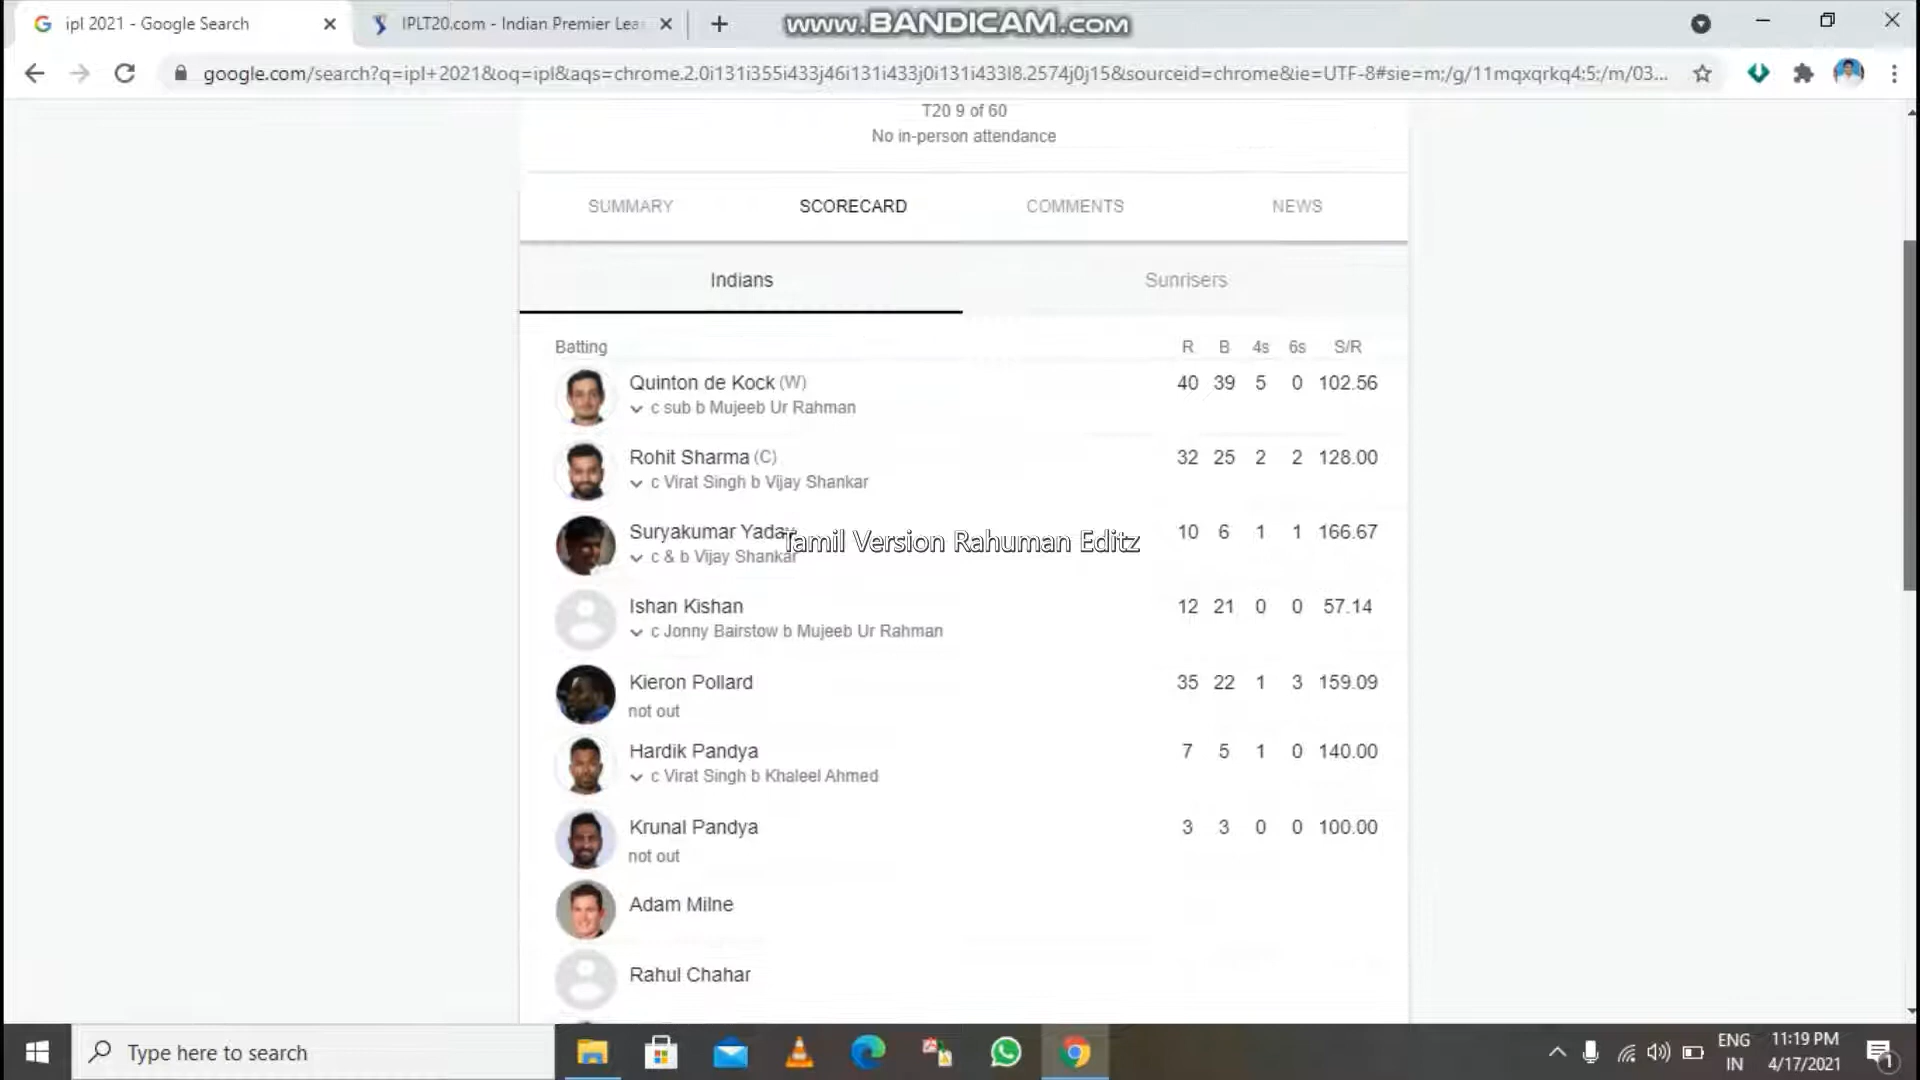 ipl 2021 - Google Search
IPLT20.com - Indian Premier Lea
www.BANDICAM.com
google.com/search?q=ipl+2021&oq=ipl&aqs=chrome.2.0i131i355i433j46i131i433j0i131i433l8.2574j0j15&sourceid=chrome&ie=UTF-8#sie=m;/g/11mqxqrkq4;5;/m/03...
T20 9 of 60
No in-person attendance
SUMMARY SCORECARD COMMENTS NEWS
Indians Sunrisers
Batting R B 4s 6s S/R
Quinton de Kock (W) 40 39 5 0 102.56
c sub b Mujeeb Ur Rahman
Rohit Sharma (C) 32 25 2 2 128.00
c Virat Singh b Vijay Shankar
Suryakumar Yadav 10 6 1 1 166.67
Tamil Version Rahuman Editz
c & b Vijay Shankar
Ishan Kishan 12 21 0 0 57.14
c Jonny Bairstow b Mujeeb Ur Rahman
Kieron Pollard 35 22 1 3 159.09
not out
Hardik Pandya 7 5 1 0 140.00
c Virat Singh b Khaleel Ahmed
Krunal Pandya 3 3 0 0 100.00
not out
Adam Milne
Rahul Chahar
Type here to search
ENG
IN
11:19 PM
4/17/2021
1